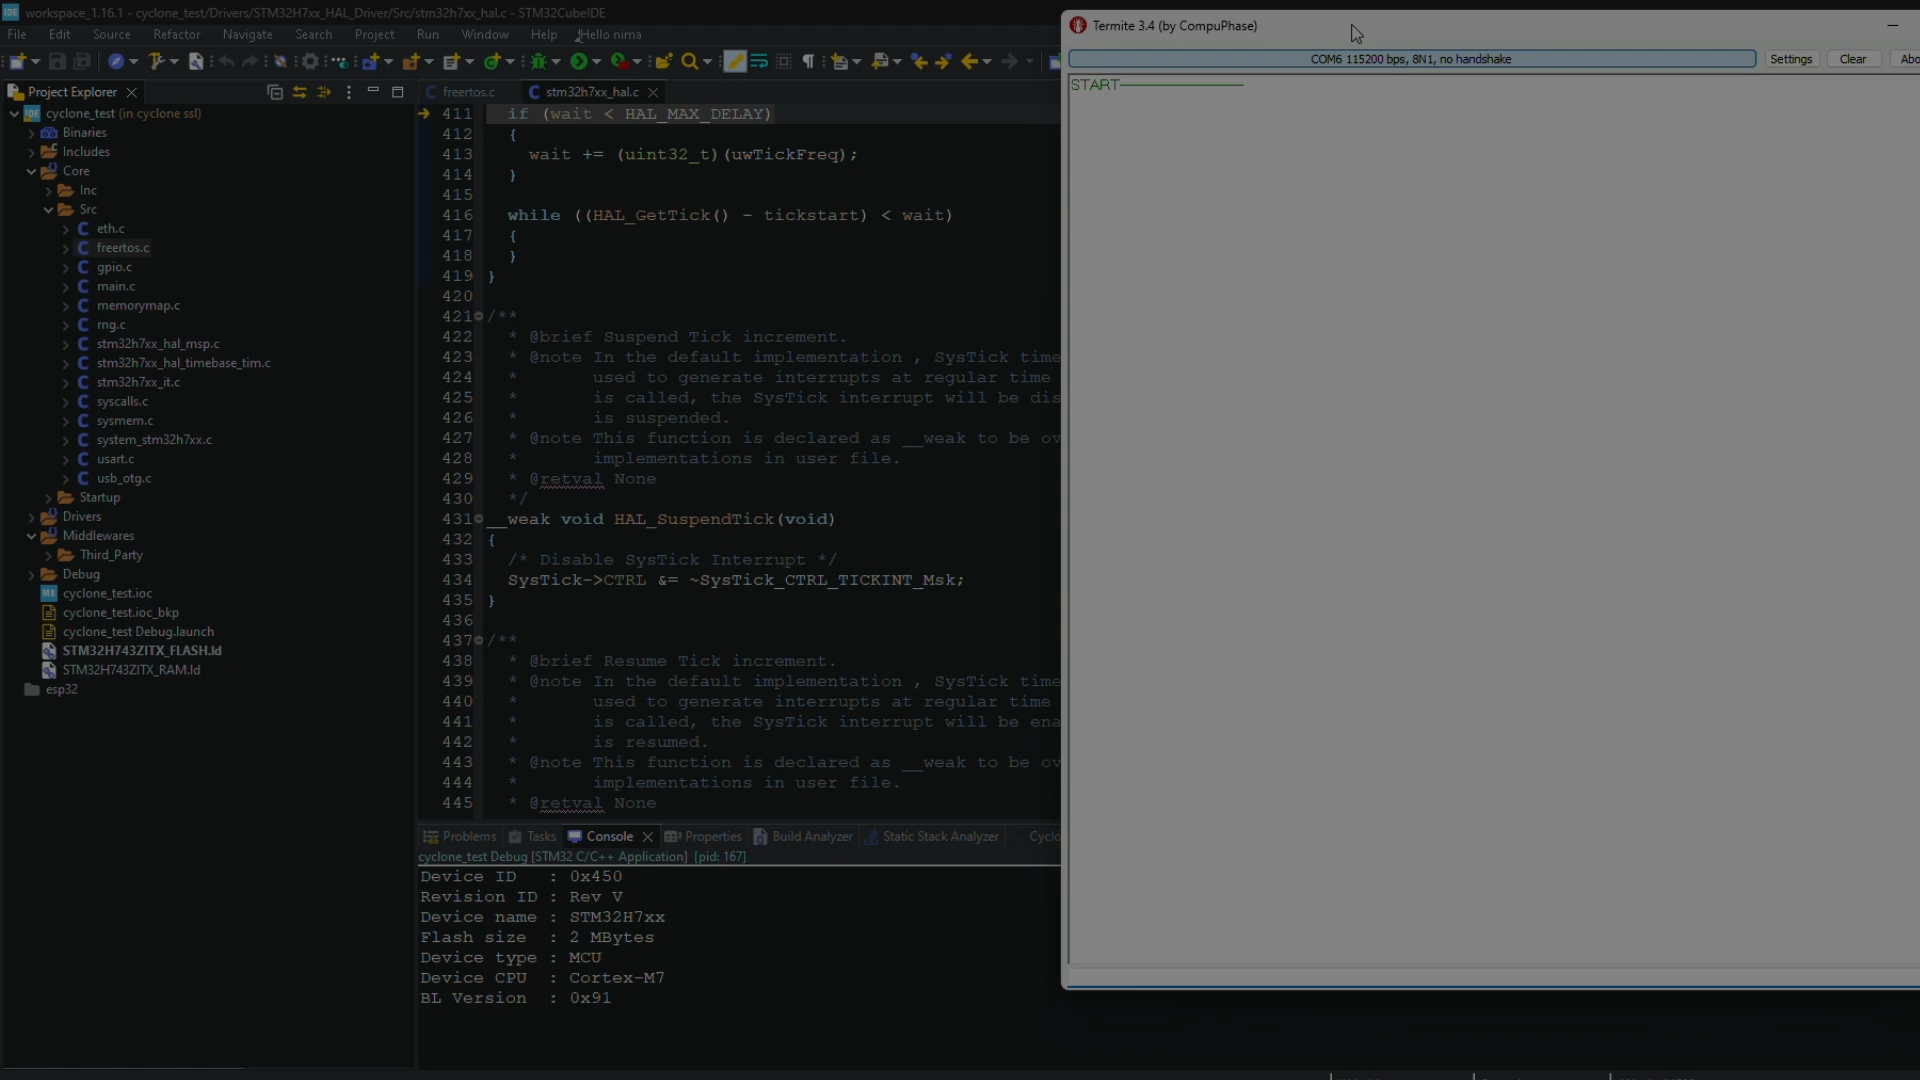 workspace_1.16.1 - cyclone_test/Drivers/STM32H7xx_HAL_Driver/Src/stm32h7xx_hal.c - STM32CubeIDE
File Edit Source Refactor Navigate Search Project Run Window Help Hello nima
Project Explorer
cyclone_test (in cyclone ssl)
Binaries
Includes
Core
Inc
Src
eth.c
freertos.c
gpio.c
main.c
memorymap.c
rng.c
stm32h7xx_hal_msp.c
stm32h7xx_hal_timebase_tim.c
stm32h7xx_it.c
syscalls.c
sysmem.c
system_stm32h7xx.c
usart.c
usb_otg.c
Startup
Drivers
Middlewares
Third_Party
Debug
cyclone_test.ioc
cyclone_test.ioc_bkp
cyclone_test Debug.launch
STM32H743ZITX_FLASH.ld
STM32H743ZITX_RAM.ld
esp32
freertos.c stm32h7xx_hal.c
411 if (wait < HAL_MAX_DELAY)
412 {
413 wait += (uint32_t)(uwTickFreq);
414 }
415
416 while ((HAL_GetTick() - tickstart) < wait)
417 {
418 }
419 }
420
421 /**
422 * @brief Suspend Tick increment.
423 * @note In the default implementation , SysTick time
424 * used to generate interrupts at regular time
425 * is called, the SysTick interrupt will be dis
426 * is suspended.
427 * @note This function is declared as __weak to be ov
428 * implementations in user file.
429 * @retval None
430 */
431 __weak void HAL_SuspendTick(void)
432 {
433 /* Disable SysTick Interrupt */
434 SysTick->CTRL &= ~SysTick_CTRL_TICKINT_Msk;
435 }
436
437 /**
438 * @brief Resume Tick increment.
439 * @note In the default implementation , SysTick time
440 * used to generate interrupts at regular time
441 * is called, the SysTick interrupt will be ena
442 * is resumed.
443 * @note This function is declared as __weak to be ov
444 * implementations in user file.
445 * @retval None
Problems Tasks Console Properties Build Analyzer Static Stack Analyzer Cyclo
cyclone_test Debug [STM32 C/C++ Application] [pid: 167]
Device ID : 0x450
Revision ID : Rev V
Device name : STM32H7xx
Flash size : 2 MBytes
Device type : MCU
Device CPU : Cortex-M7
BL Version : 0x91
Termite 3.4 (by CompuPhase)
COM6 115200 bps, 8N1, no handshake Settings Clear Abo
START